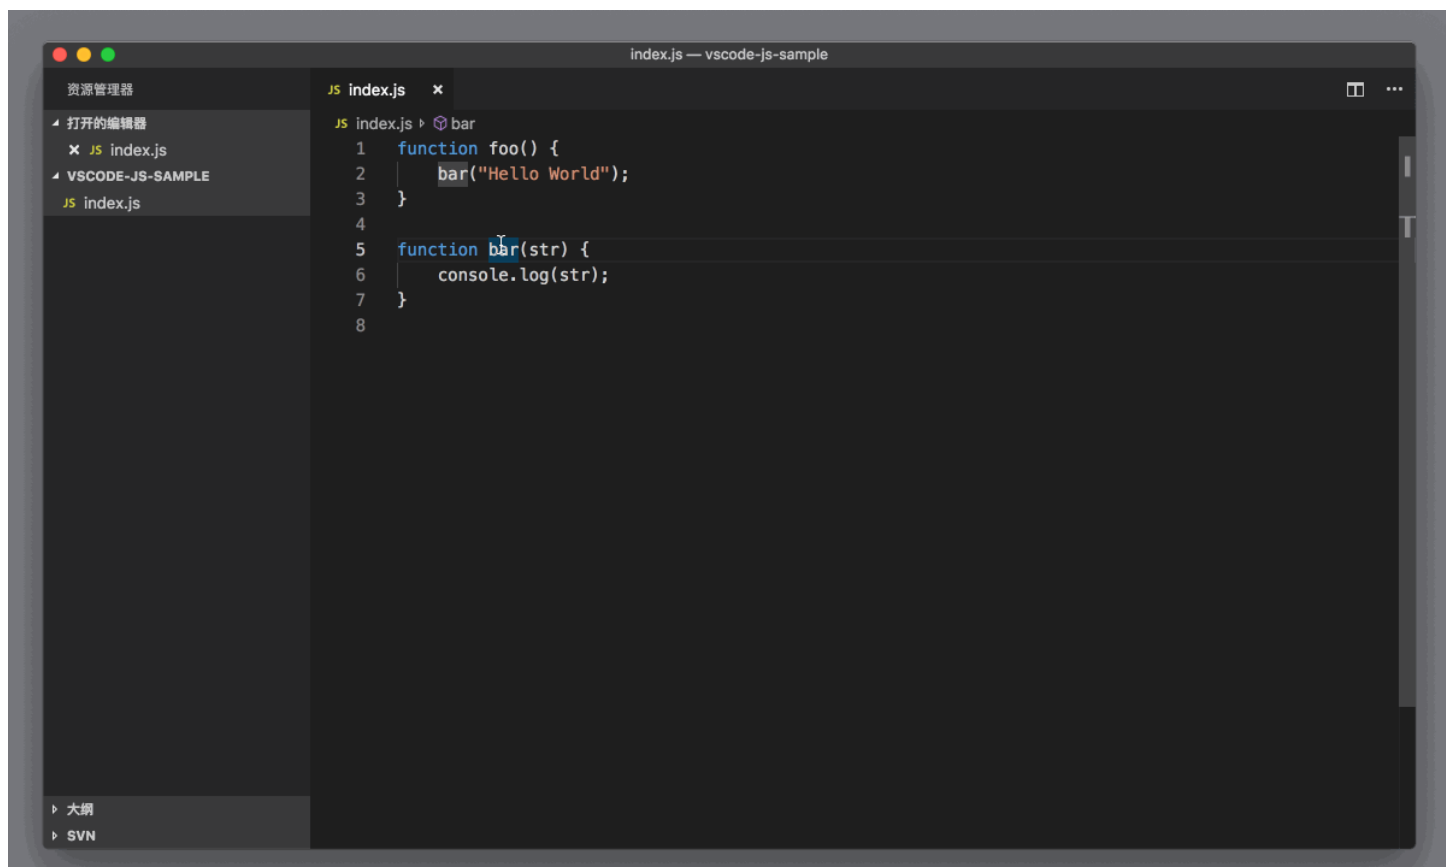 index.js — vscode-js-sample
资源管理器
JS index.js
打开的编辑器
JS index.js
VSCODE-JS-SAMPLE
JS index.js
大纲
SVN
JS index.js bar
1 function foo() {
2 bar("Hello World");
3 }
4
5 function bar(str) {
6 console.log(str);
7 }
8